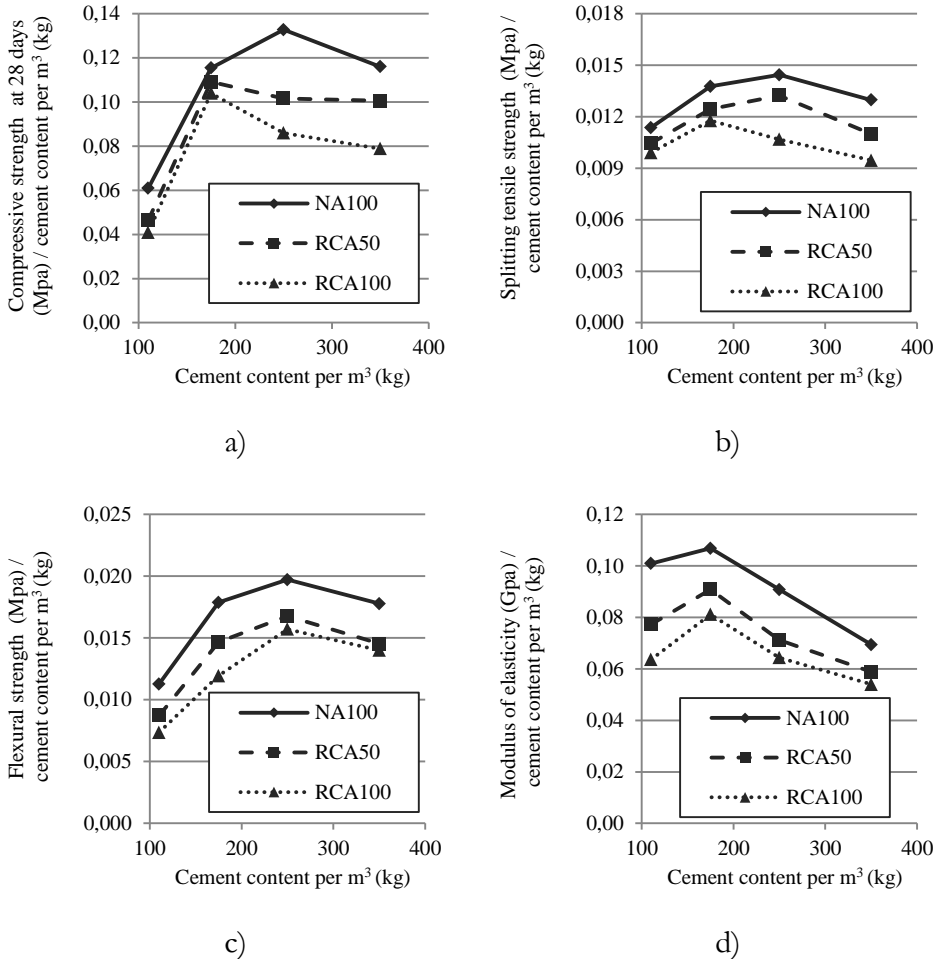 Compreessive strength at 28 days
(Mpa) / cement content per m³ (kg)
0,14
0,12
0,10
0,08
0,06
0,04
0,02
0,00
NA100
RCA50
RCA100
100
200
300
400
Cement content per m³ (kg)
a)
Splitting tensile strength (Mpa) /
cement content per m³ (kg)
0,018
0,015
0,012
0,009
0,006
0,003
0,000
NA100
RCA50
RCA100
100
200
300
400
Cement content per m³ (kg)
b)
Flexural strength (Mpa) /
cement content per m³ (kg)
0,025
0,020
0,015
0,010
0,005
0,000
NA100
RCA50
RCA100
100
200
300
400
Cement content per m³ (kg)
c)
Modulus of elasticity (Gpa) /
cement content per m³ (kg)
0,12
0,10
0,08
0,06
0,04
0,02
0,00
NA100
RCA50
RCA100
100
200
300
400
Cement content per m³ (kg)
d)